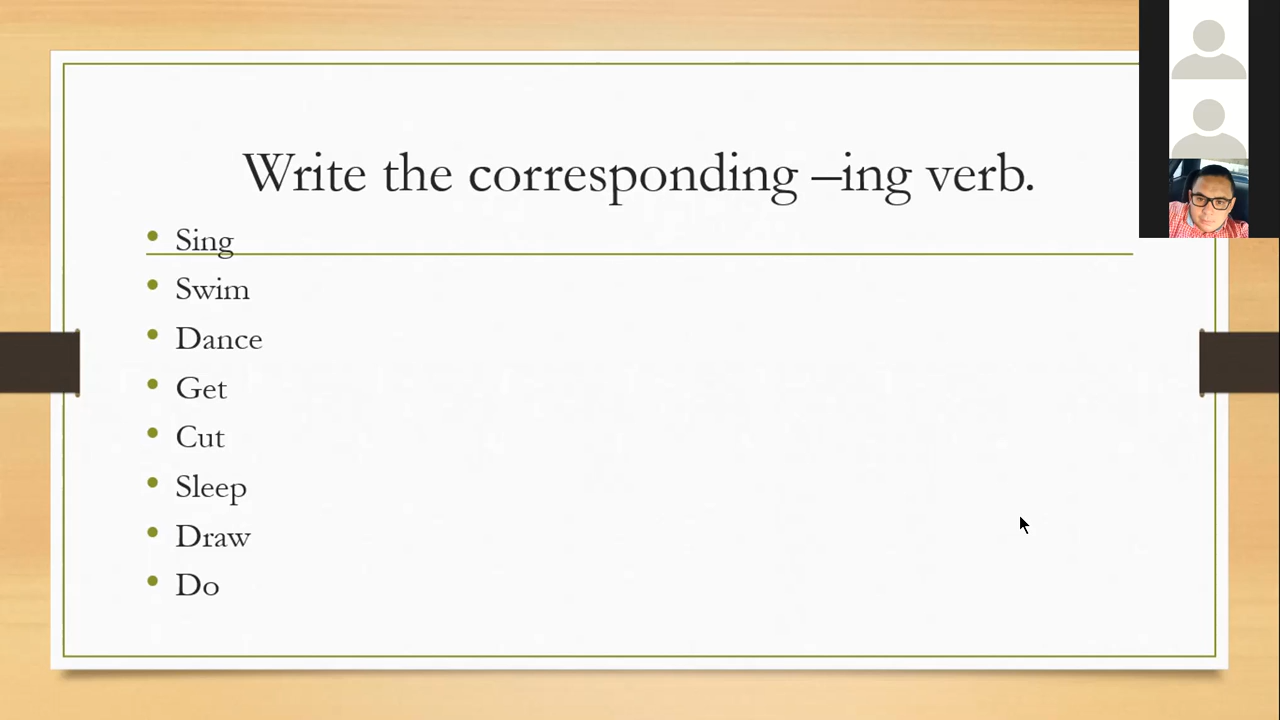 Write the corresponding –ing verb.
• Sing
• Swim
• Dance
• Get
• Cut
• Sleep
• Draw
• Do